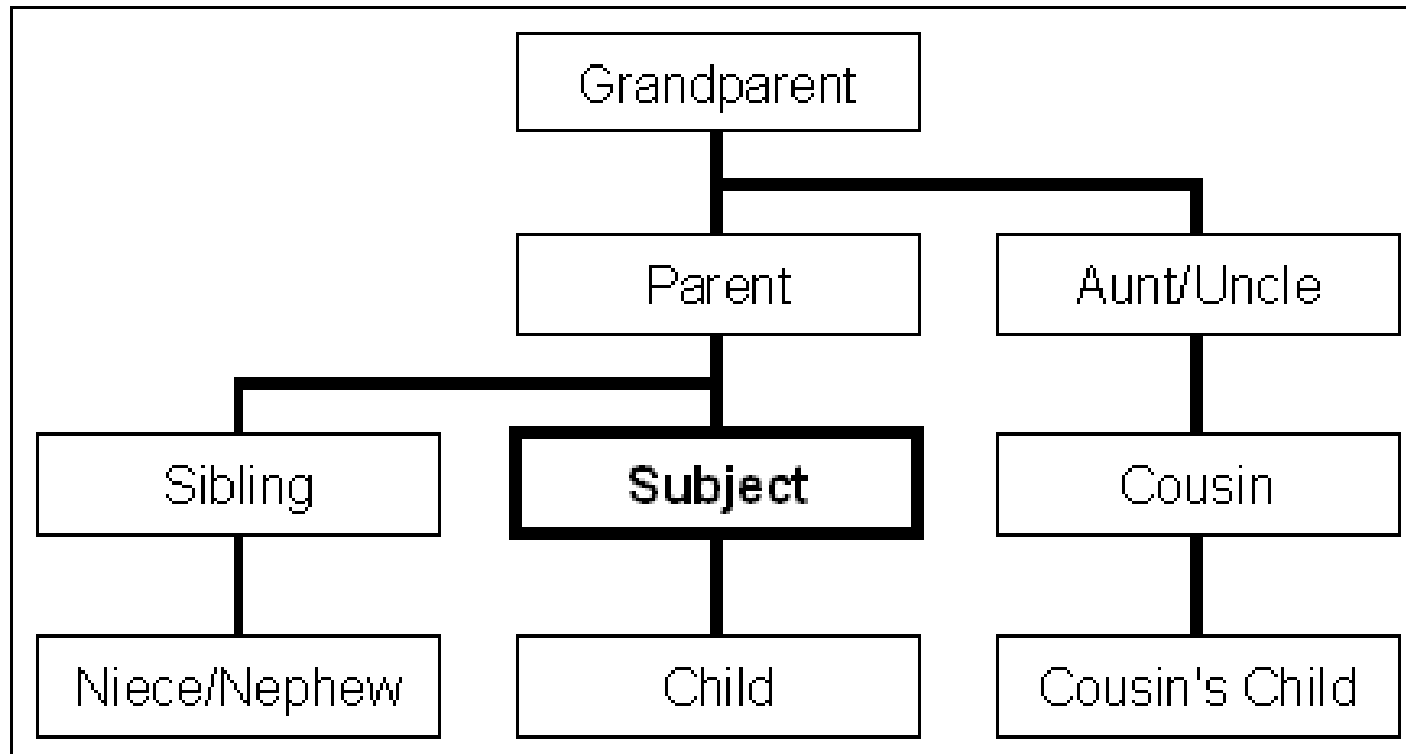 Grandparent
Parent
Aunt/Uncle
Sibling
Subject
Cousin
Niece/Nephew
Child
Cousin's Child